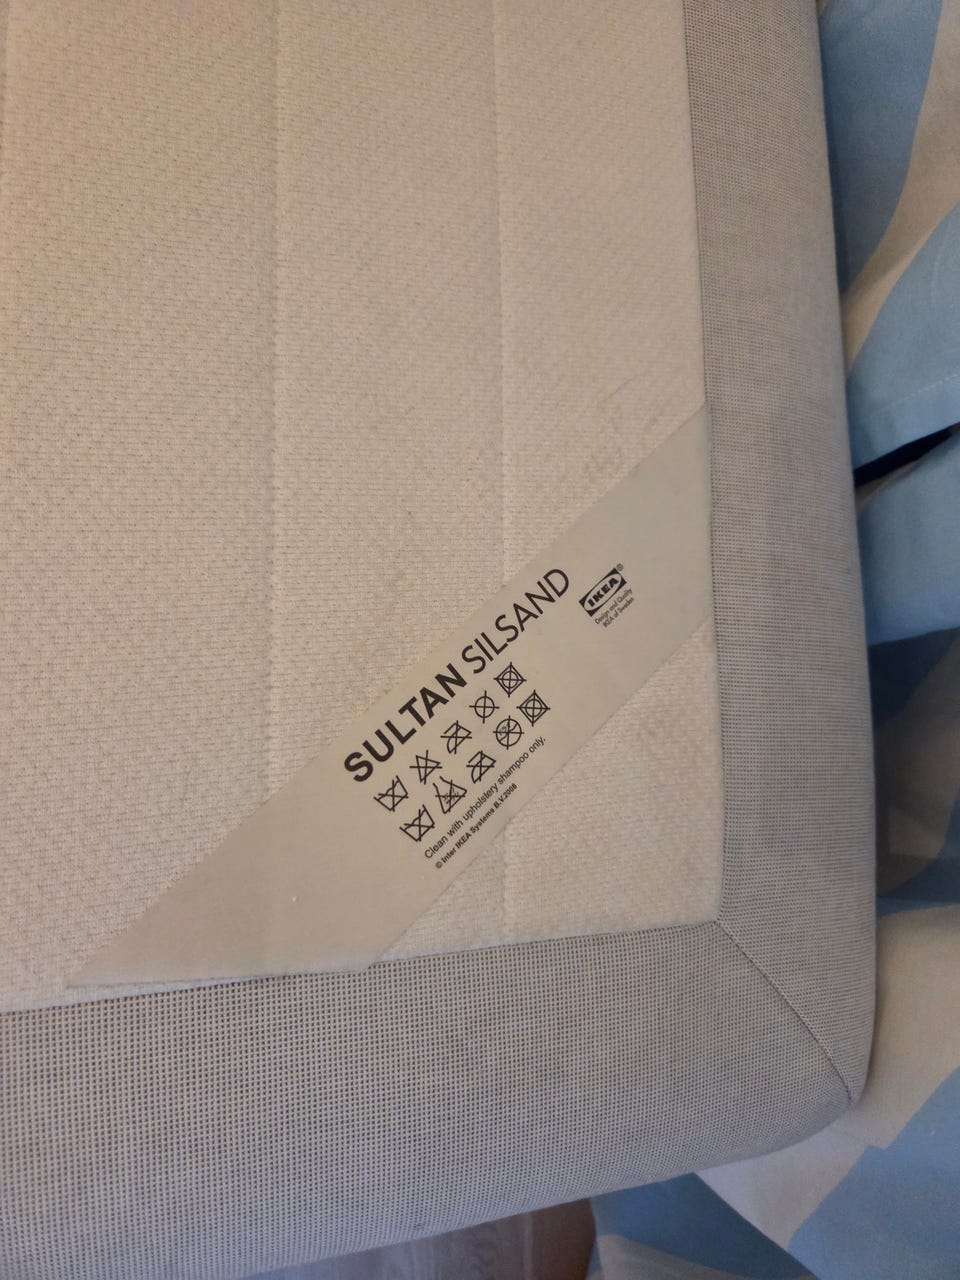 SULTAN SILSAND
IKEA®
Design and Quality
IKEA of Sweden
Clean with upholstery shampoo only.
© Inter IKEA Systems B.V.2008